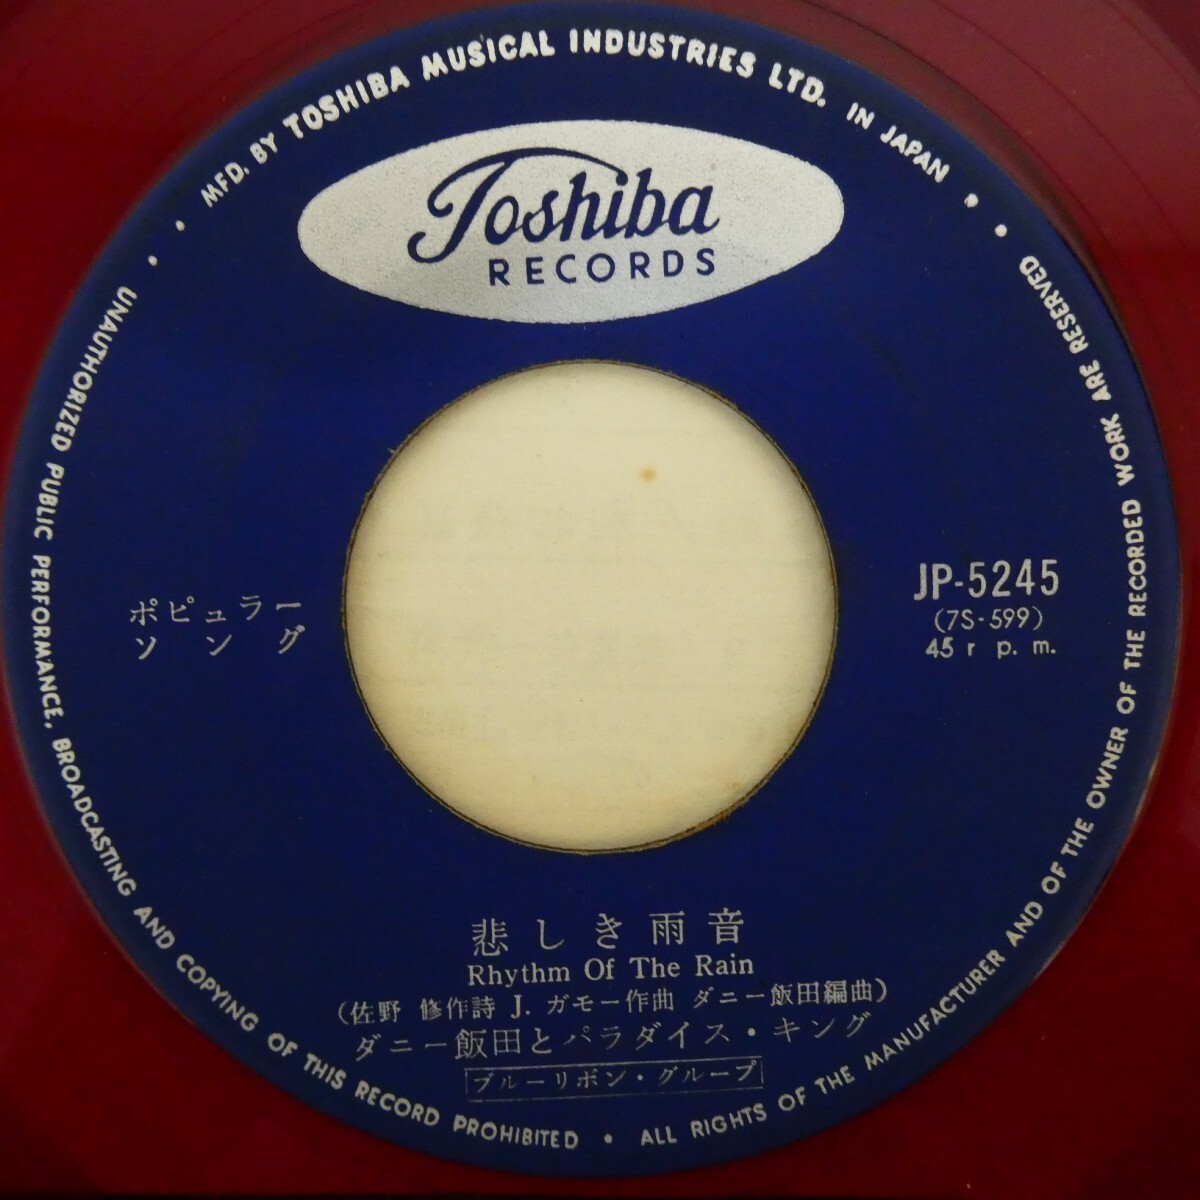 MFD. BY TOSHIBA MUSICAL INDUSTRIES LTD. IN JAPAN
Toshiba
RECORDS
ポピュラー
ソング
JP-5245
(7S-599)
45 r p. m.
悲しき雨音
Rhythm Of The Rain
(佐野 修作詩 J. ガモー作曲 ダニー飯田編曲)
ダニー飯田とパラダイス・キング
ブルーリボン・グループ
UNAUTHORIZED PUBLIC PERFORMANCE, BROADCASTING AND COPYING OF THIS RECORD PROHIBITED • ALL RIGHTS OF THE MANUFACTURER AND OF THE OWNER OF THE RECORDED WORK ARE RESERVED